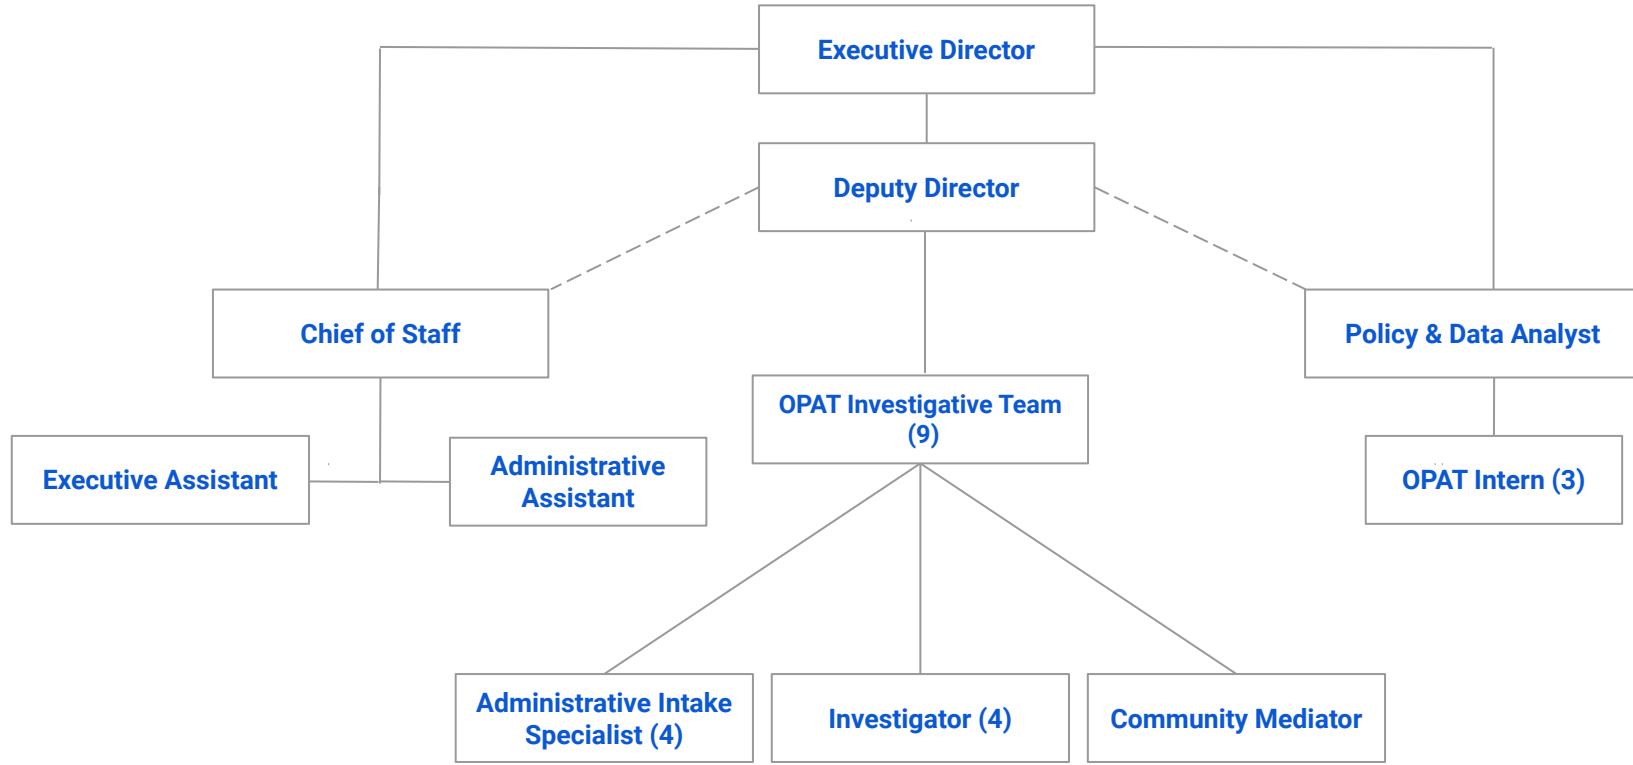 Executive Director
Deputy Director
Chief of Staff
Policy & Data Analyst
OPAT Investigative Team
(9)
Executive Assistant
Administrative
Assistant
OPAT Intern (3)
Administrative Intake
Specialist (4)
Investigator (4)
Community Mediator